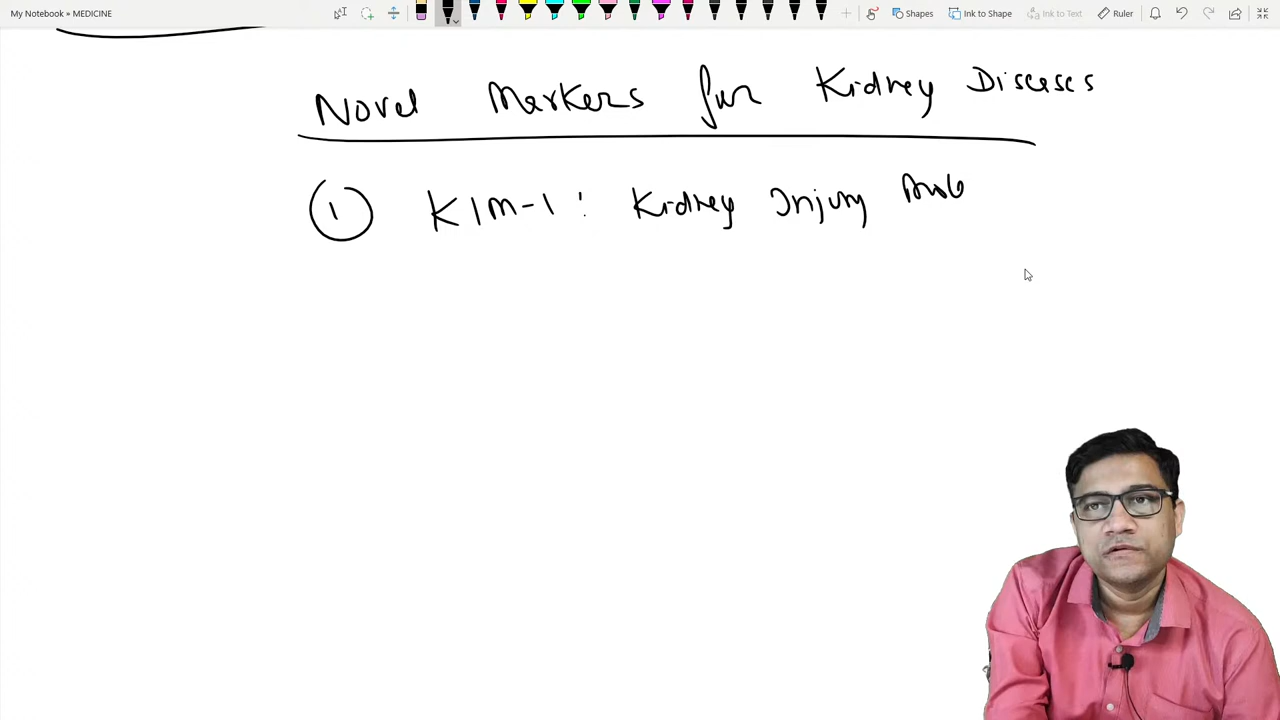 My Notebook » MEDICINE
Shapes Ink to Shape Ink to Text Ruler
Novel Markers for Kidney Diseases
1 KIM-1 : Kidney Injury